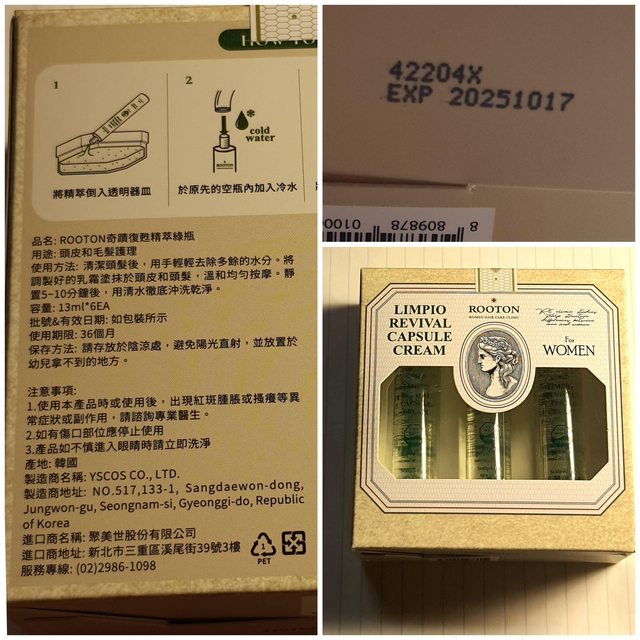 1
2
cold
water
ROOTON
將精萃倒入透明器皿
於原先的空瓶內加入冷水
品名: ROOTON奇蹟復甦精萃綠瓶
用途: 頭皮和毛髮護理
使用方法: 清潔頭髮後，用手輕輕去除多餘的水分。將
調製好的乳霜塗抹於頭皮和頭髮，溫和均勻按摩。靜
置5~10分鐘後，用清水徹底沖洗乾淨。
容量: 13ml*6EA
批號&有效日期: 如包裝所示
使用期限: 36個月
保存方法: 請存放於陰涼處，避免陽光直射，並放置於
幼兒拿不到的地方。
注意事項:
1.使用本產品時或使用後，出現紅斑腫脹或搔癢等異
常症狀或副作用，請諮詢專業醫生。
2.如有傷口部位應停止使用
3.產品如不慎進入眼睛時請立即洗淨
產地: 韓國
製造商名稱: YSCOS CO., LTD.
製造商地址: NO.517,133-1, Sangdaewon-dong,
Jungwon-gu, Seongnam-si, Gyeonggi-do, Republic
of Korea
進口商名稱: 聚美世股份有限公司
進口商地址: 新北市三重區溪尾街39號3樓
服務專線: (02)2986-1098
1
PET
42204X
EXP 20251017
8 809878 0100
LIMPIO
REVIVAL
CAPSULE
CREAM
ROOTON
WOMEN HAIR CARE CLINIC
For
WOMEN